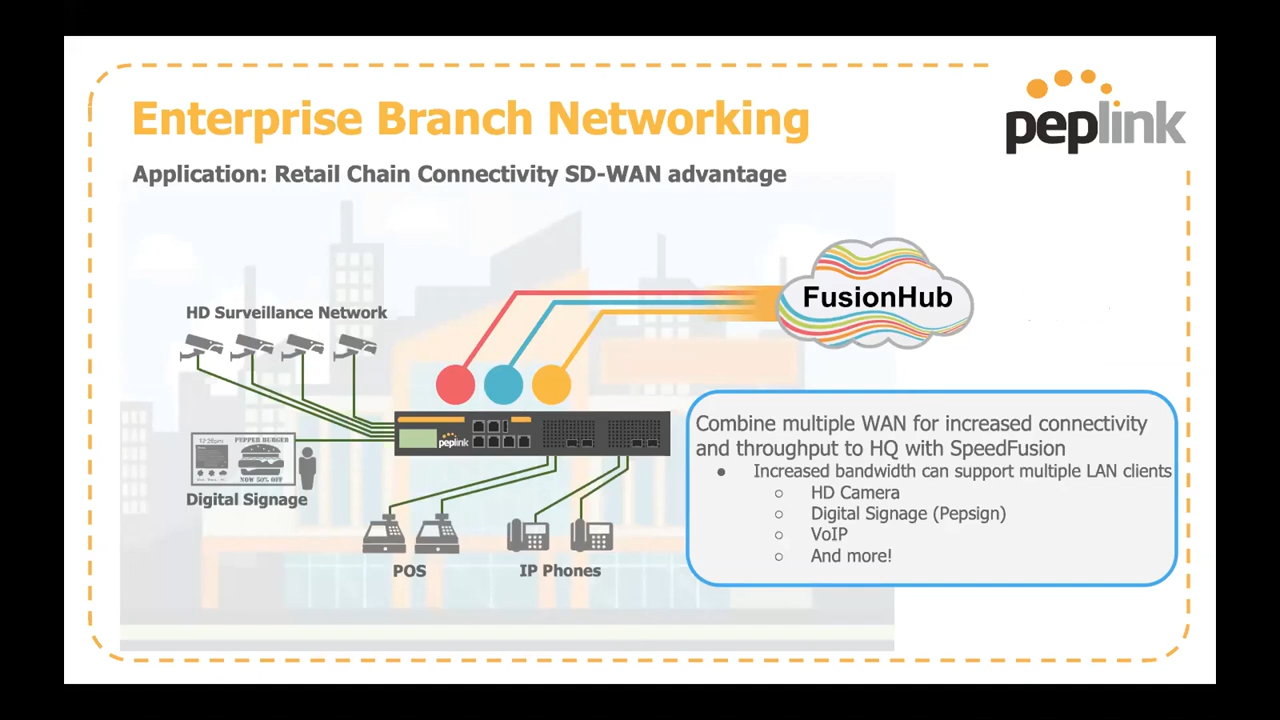 Enterprise Branch Networking
peplink
Application: Retail Chain Connectivity SD-WAN advantage
FusionHub
HD Surveillance Network
peplink
12:26pm
PEPPER BURGER
NOW 50% OFF
Digital Signage
POS
IP Phones
Combine multiple WAN for increased connectivity
and throughput to HQ with SpeedFusion
● Increased bandwidth can support multiple LAN clients
○ HD Camera
○ Digital Signage (Pepsign)
○ VoIP
○ And more!